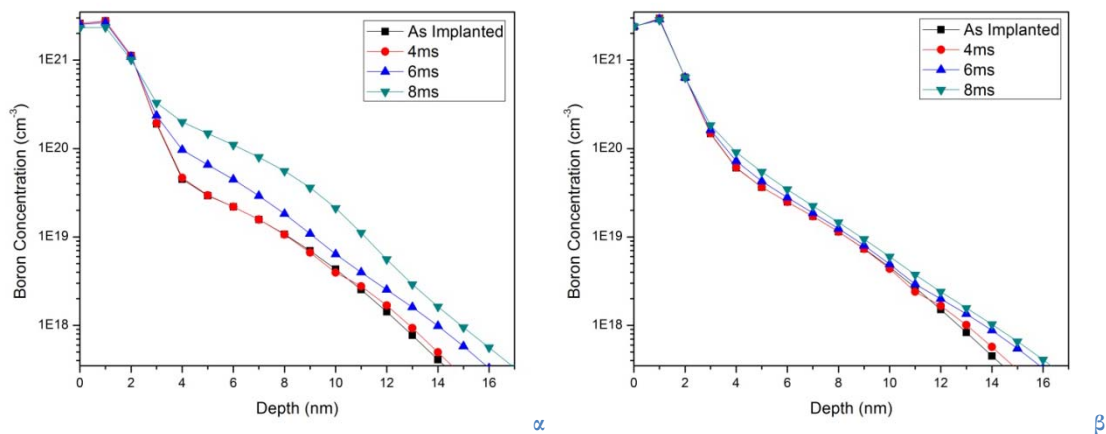 1E21
1E20
1E19
1E18
Boron Concentration (cm-3)
0 2 4 6 8 10 12 14 16
Depth (nm)
As Implanted
4ms
6ms
8ms
α
1E21
1E20
1E19
1E18
Boron Concentration (cm-3)
0 2 4 6 8 10 12 14 16
Depth (nm)
As Implanted
4ms
6ms
8ms
β